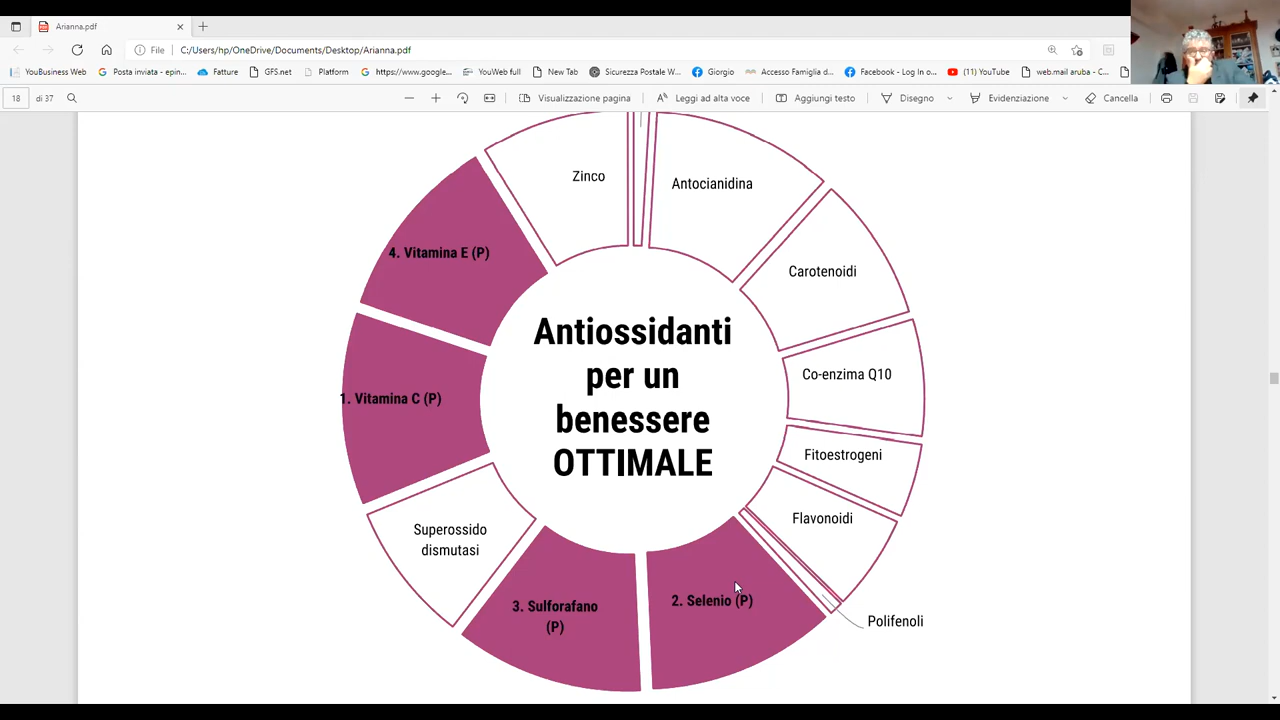 Arianna.pdf
File
C:/Users/hp/OneDrive/Documents/Desktop/Arianna.pdf
YouBusiness Web
Posta inviata - epin...
Fatture
GFS.net
Platform
https://www.google...
YouWeb full
New Tab
Sicurezza Postale W...
Giorgio
Accesso Famiglia d...
Facebook - Log In o...
(11) YouTube
web.mail aruba - C...
18
di 37
Visualizzazione pagina
Leggi ad alta voce
Aggiungi testo
Disegno
Evidenziazione
Cancella
Zinco
Antocianidina
4. Vitamina E (P)
Carotenoidi
Antiossidanti
per un
benessere
OTTIMALE
Co-enzima Q10
1. Vitamina C (P)
Fitoestrogeni
Flavonoidi
Superossido
dismutasi
3. Sulforafano
(P)
2. Selenio (P)
Polifenoli